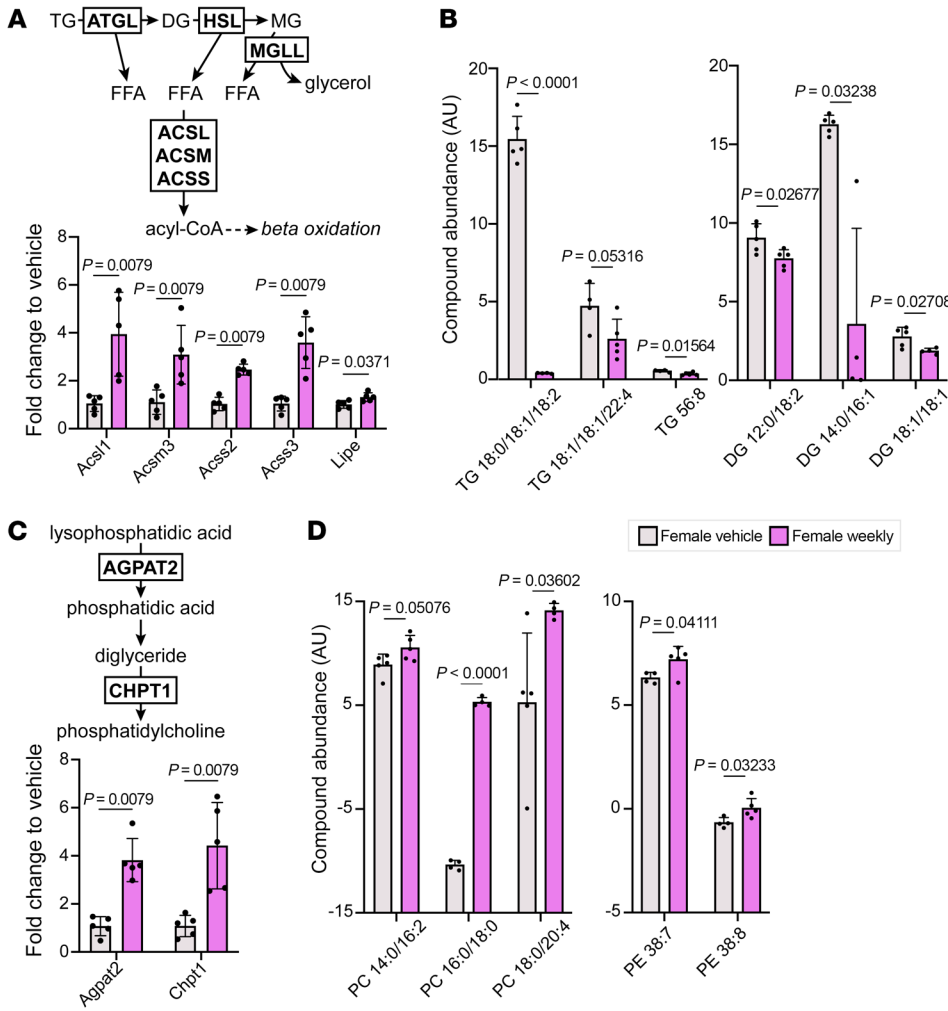 A
TG ATGL DG HSL MG
MGLL
FFA FFA FFA glycerol
ACSL
ACSM
ACSS
acyl-CoA beta oxidation
Fold change to vehicle
8
6
4
2
0
P = 0.0079
P = 0.0079
P = 0.0079
P = 0.0079
P = 0.0371
Acsl1
Acsm3
Acss2
Acss3
Lipe
B
Compound abundance (AU)
20
15
10
5
0
P < 0.0001
P = 0.05316
P = 0.01564
TG 18:0/18:1/18:2
TG 18:1/18:1/22:4
TG 56:8
20
15
10
5
0
P = 0.02677
P = 0.03238
P = 0.02708
DG 12:0/18:2
DG 14:0/16:1
DG 18:1/18:1
C
lysophosphatidic acid
AGPAT2
phosphatidic acid
diglyceride
CHPT1
phosphatidylcholine
Fold change to vehicle
8
6
4
2
0
P = 0.0079
P = 0.0079
Agpat2
Chpt1
D
Female vehicle Female weekly
Compound abundance (AU)
15
5
-5
-15
P = 0.05076
P < 0.0001
P = 0.03602
PC 14:0/16:2
PC 16:0/18:0
PC 18:0/20:4
10
5
0
-5
P = 0.04111
P = 0.03233
PE 38:7
PE 38:8